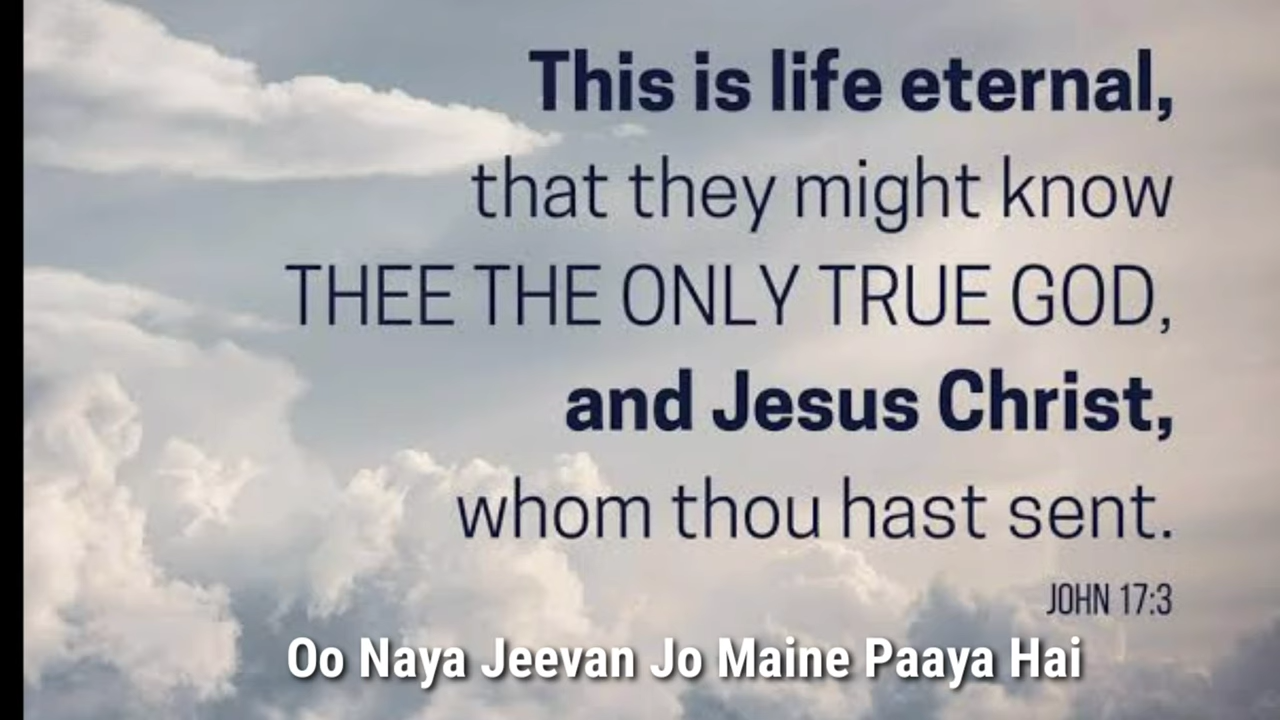 This is life eternal,
that they might know
THEE THE ONLY TRUE GOD,
and Jesus Christ,
whom thou hast sent.
JOHN 17:3
Oo Naya Jeevan Jo Maine Paaya Hai